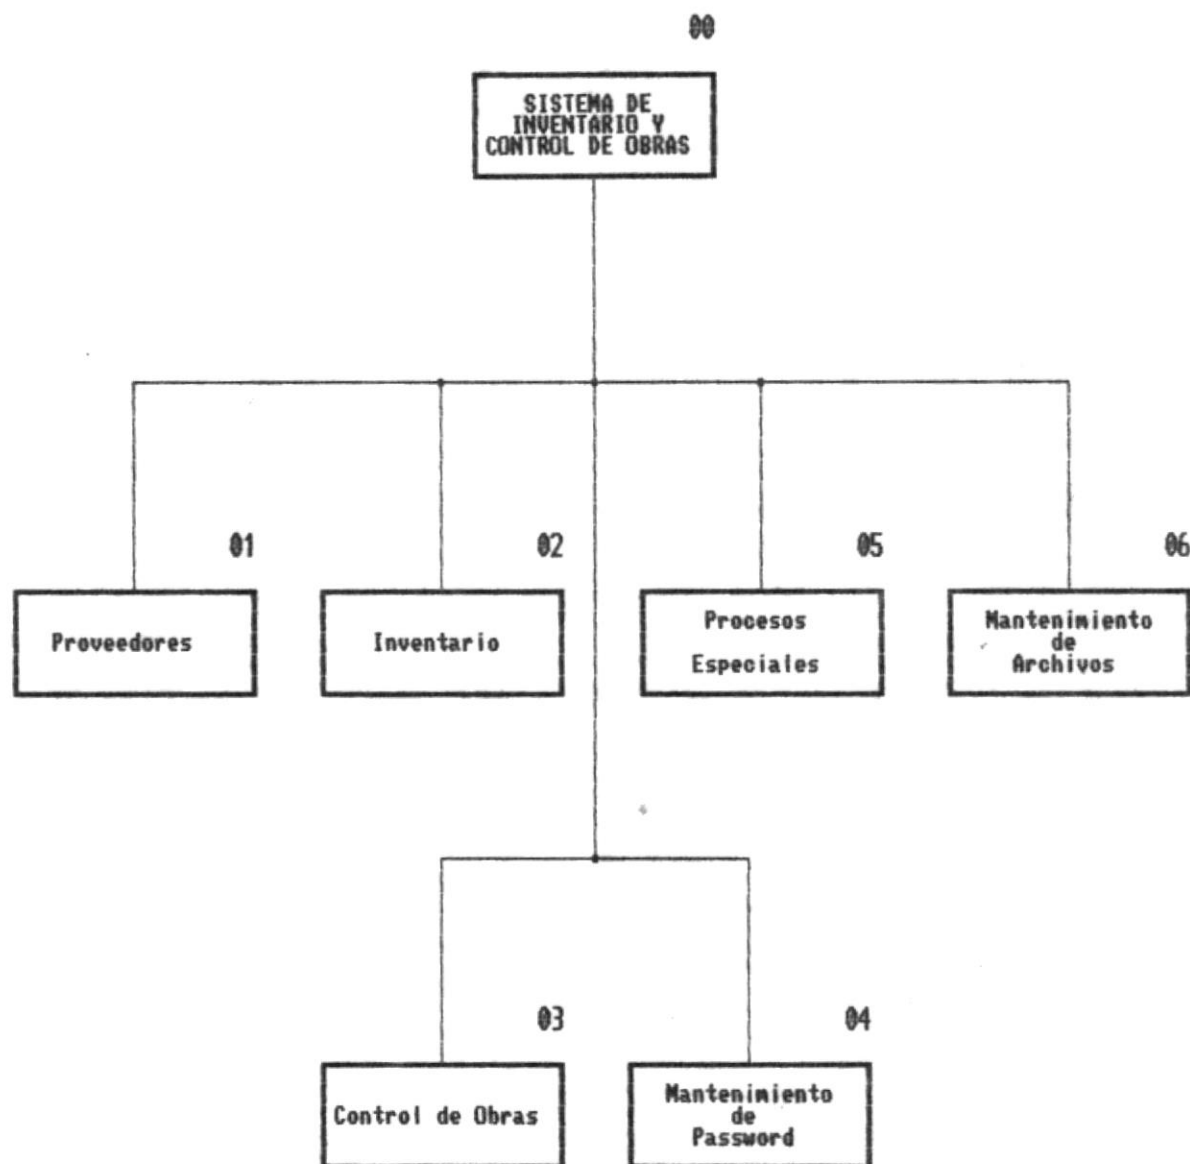 00
SISTEMA DE
INVENTARIO Y
CONTROL DE OBRAS
01
02
05
06
Proveedores
Inventario
Procesos
Especiales
Mantenimiento
de
Archivos
03
04
Control de Obras
Mantenimiento
de
Password